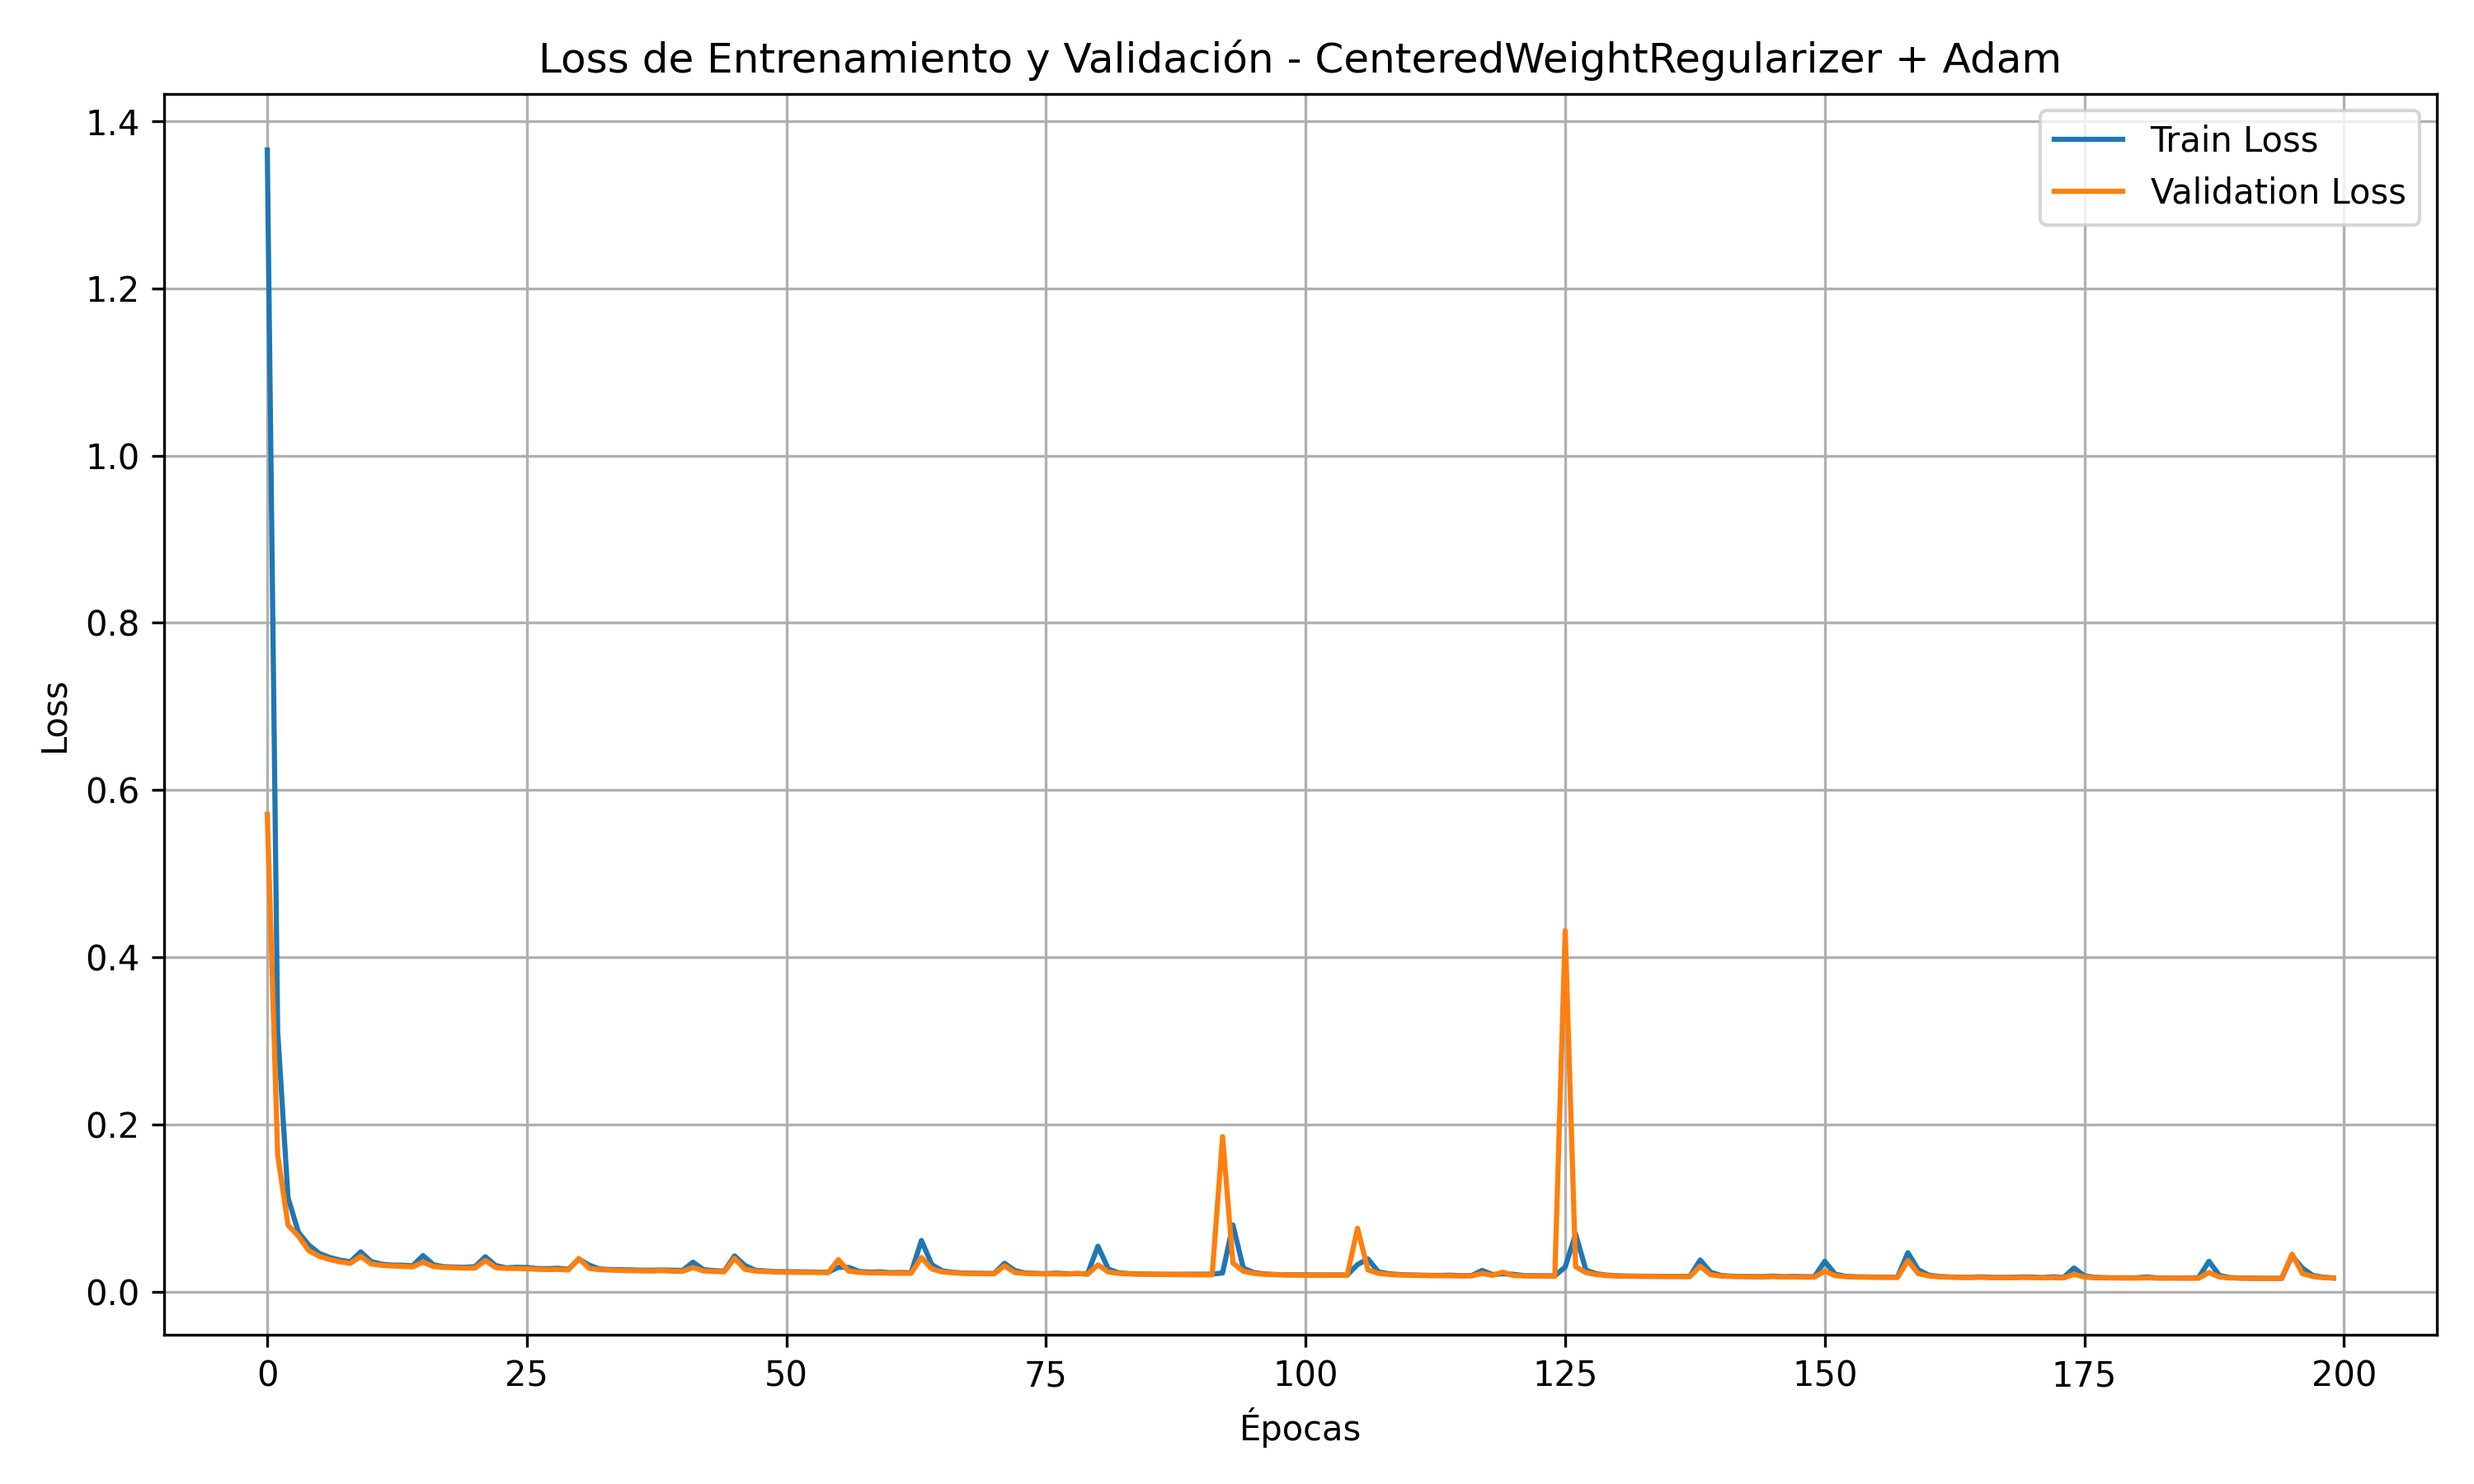 Loss de Entrenamiento y Validación - CenteredWeightRegularizer + Adam
Train Loss
Validation Loss
Loss
1.4
1.2
1.0
0.8
0.6
0.4
0.2
0.0
0 25 50 75 100 125 150 175 200
Épocas